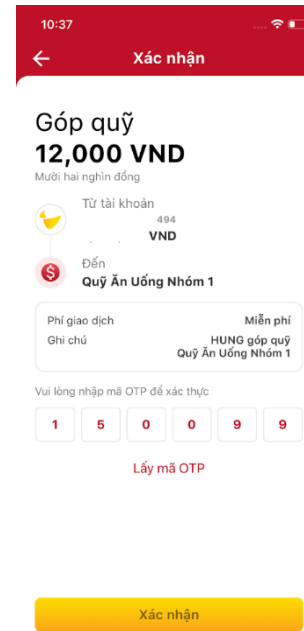 10:37
Xác nhận
Góp quỹ
12,000 VND
Mười hai nghìn đồng
Từ tài khoản
494
VND
Đến
Quỹ Ăn Uống Nhóm 1
Phí giao dịch Miễn phí
Ghi chú HUNG góp quỹ
Quỹ Ăn Uống Nhóm 1
Vui lòng nhập mã OTP để xác thực
1 5 0 0 9 9
Lấy mã OTP
Xác nhận